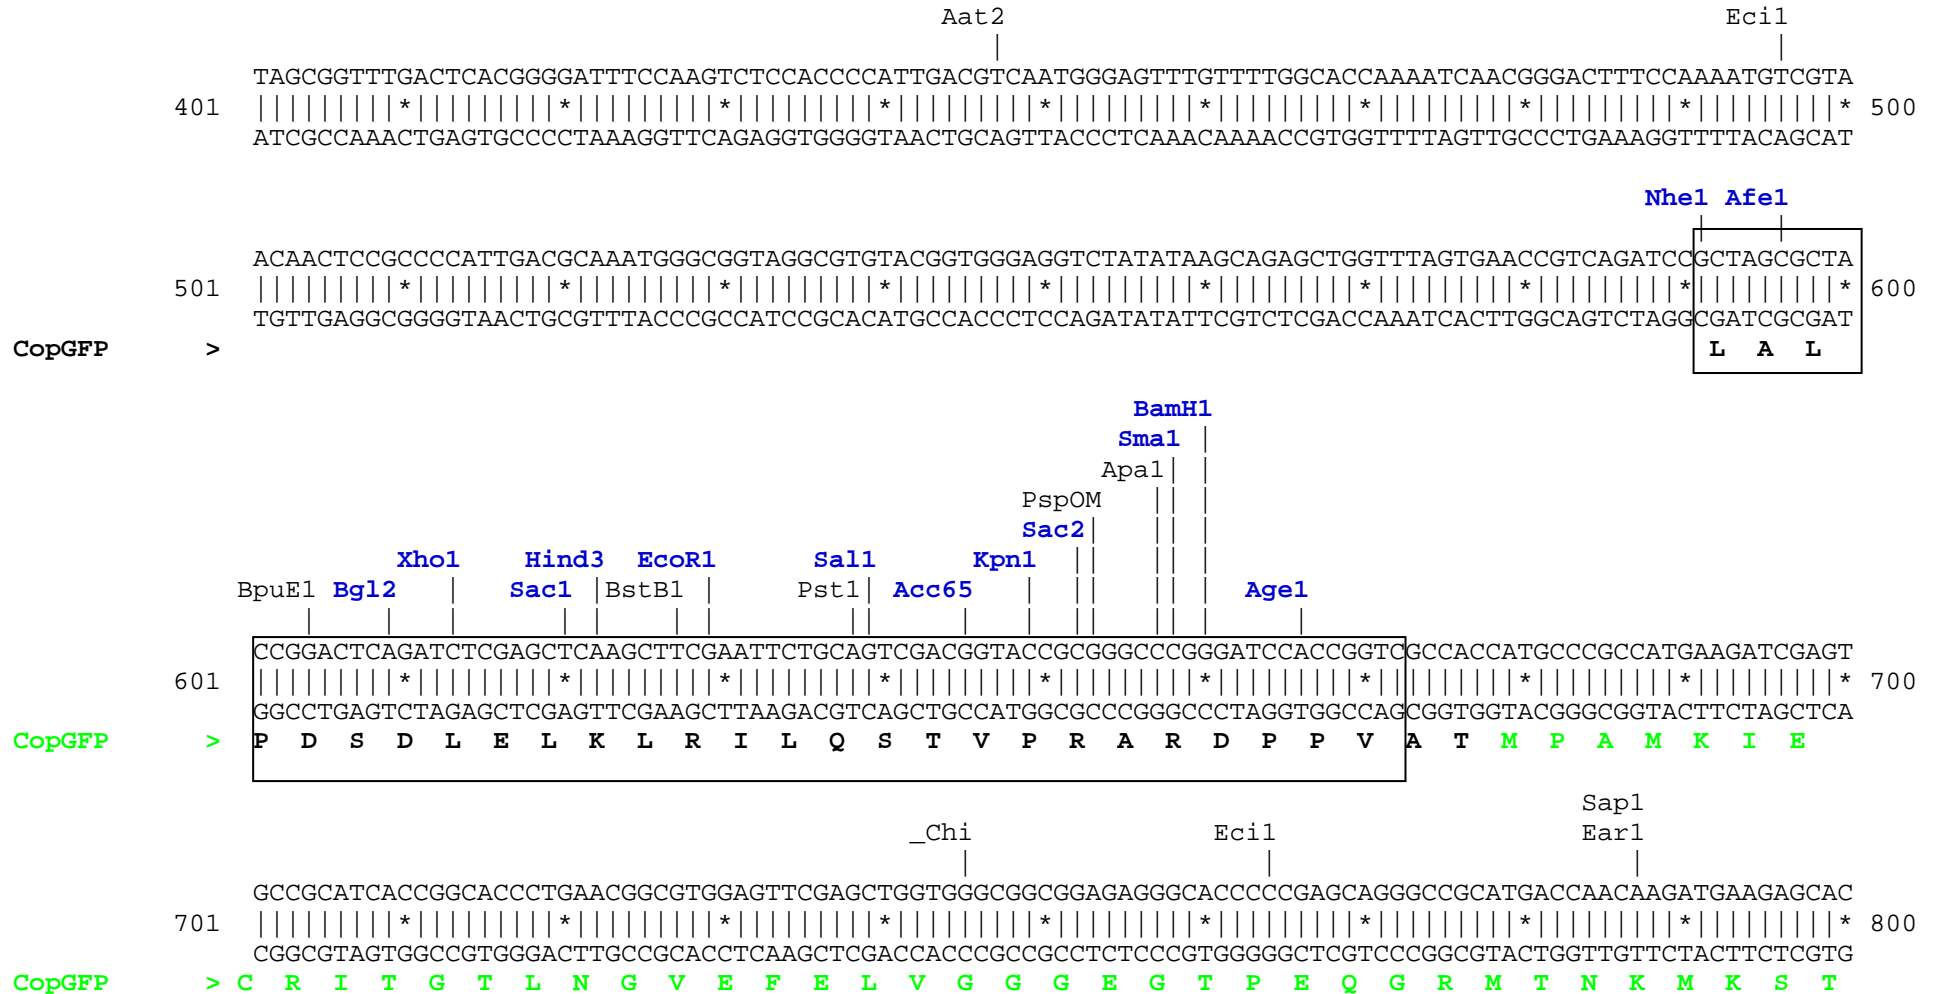 Aat2 Eci1
TAGCGGTTTGACTCACGGGGATTTCCAAGTCTCCACCCCATTGACGTCAATGGGAGTTTGTTTTGGCACCAAAATCAACGGGACTTTCCAAAATGTCGTA
401 |||||||||*|||||||||*|||||||||*|||||||||*|||||||||*|||||||||*|||||||||*|||||||||*|||||||||*|||||||||* 500
ATCGCCAAACTGAGTGCCCCTAAAGGTTCAGAGGTGGGGTAACTGCAGTTACCCTCAAACAAAACCGTGGTTTTAGTTGCCCTGAAAGGTTTTACAGCAT
Nhe1 Afe1
ACAACTCCGCCCCATTGACGCAAATGGGCGGTAGGCGTGTACGGTGGGAGGTCTATATAAGCAGAGCTGGTTTAGTGAACCGTCAGATCCGCTAGCGCTA
501 |||||||||*|||||||||*|||||||||*|||||||||*|||||||||*|||||||||*|||||||||*|||||||||*|||||||||*|||||||||* 600
TGTTGAGGCGGGGTAACTGCGTTTACCCGCCATCCGCACATGCCACCCTCCAGATATATTCGTCTCGACCAAATCACTTGGCAGTCTAGGCGATCGCGAT
CopGFP > L A L
BamH1
Sma1
Apa1
PspOM
Sac2
Xho1 Hind3 EcoR1 Sal1 Kpn1
BpuE1 Bgl2 Sac1 BstB1 Pst1 Acc65 Age1
CCGGACTCAGATCTCGAGCTCAAGCTTCGAATTCTGCAGTCGACGGTACCGCGGGCCCGGGATCCACCGGTCGCCACCATGCCCGCCATGAAGATCGAGT
601 |||||||||*|||||||||*|||||||||*|||||||||*|||||||||*|||||||||*|||||||||*|||||||||*|||||||||*|||||||||* 700
GGCCTGAGTCTAGAGCTCGAGTTCGAAGCTTAAGACGTCAGCTGCCATGGCGCCCGGGCCCTAGGTGGCCAGCGGTGGTACGGGCGGTACTTCTAGCTCA
CopGFP > P D S D L E L K L R I L Q S T V P R A R D P P V A T M P A M K I E
Sap1
_Chi Eci1 Ear1
GCCGCATCACCGGCACCCTGAACGGCGTGGAGTTCGAGCTGGTGGGCGGCGGAGAGGGCACCCCCGAGCAGGGCCGCATGACCAACAAGATGAAGAGCAC
701 |||||||||*|||||||||*|||||||||*|||||||||*|||||||||*|||||||||*|||||||||*|||||||||*|||||||||*|||||||||* 800
CGGCGTAGTGGCCGTGGGACTTGCCGCACCTCAAGCTCGACCACCCGCCGCCTCTCCCGTGGGGGCTCGTCCCGGCGTACTGGTTGTTCTACTTCTCGTG
CopGFP > C R I T G T L N G V E F E L V G G G E G T P E Q G R M T N K M K S T